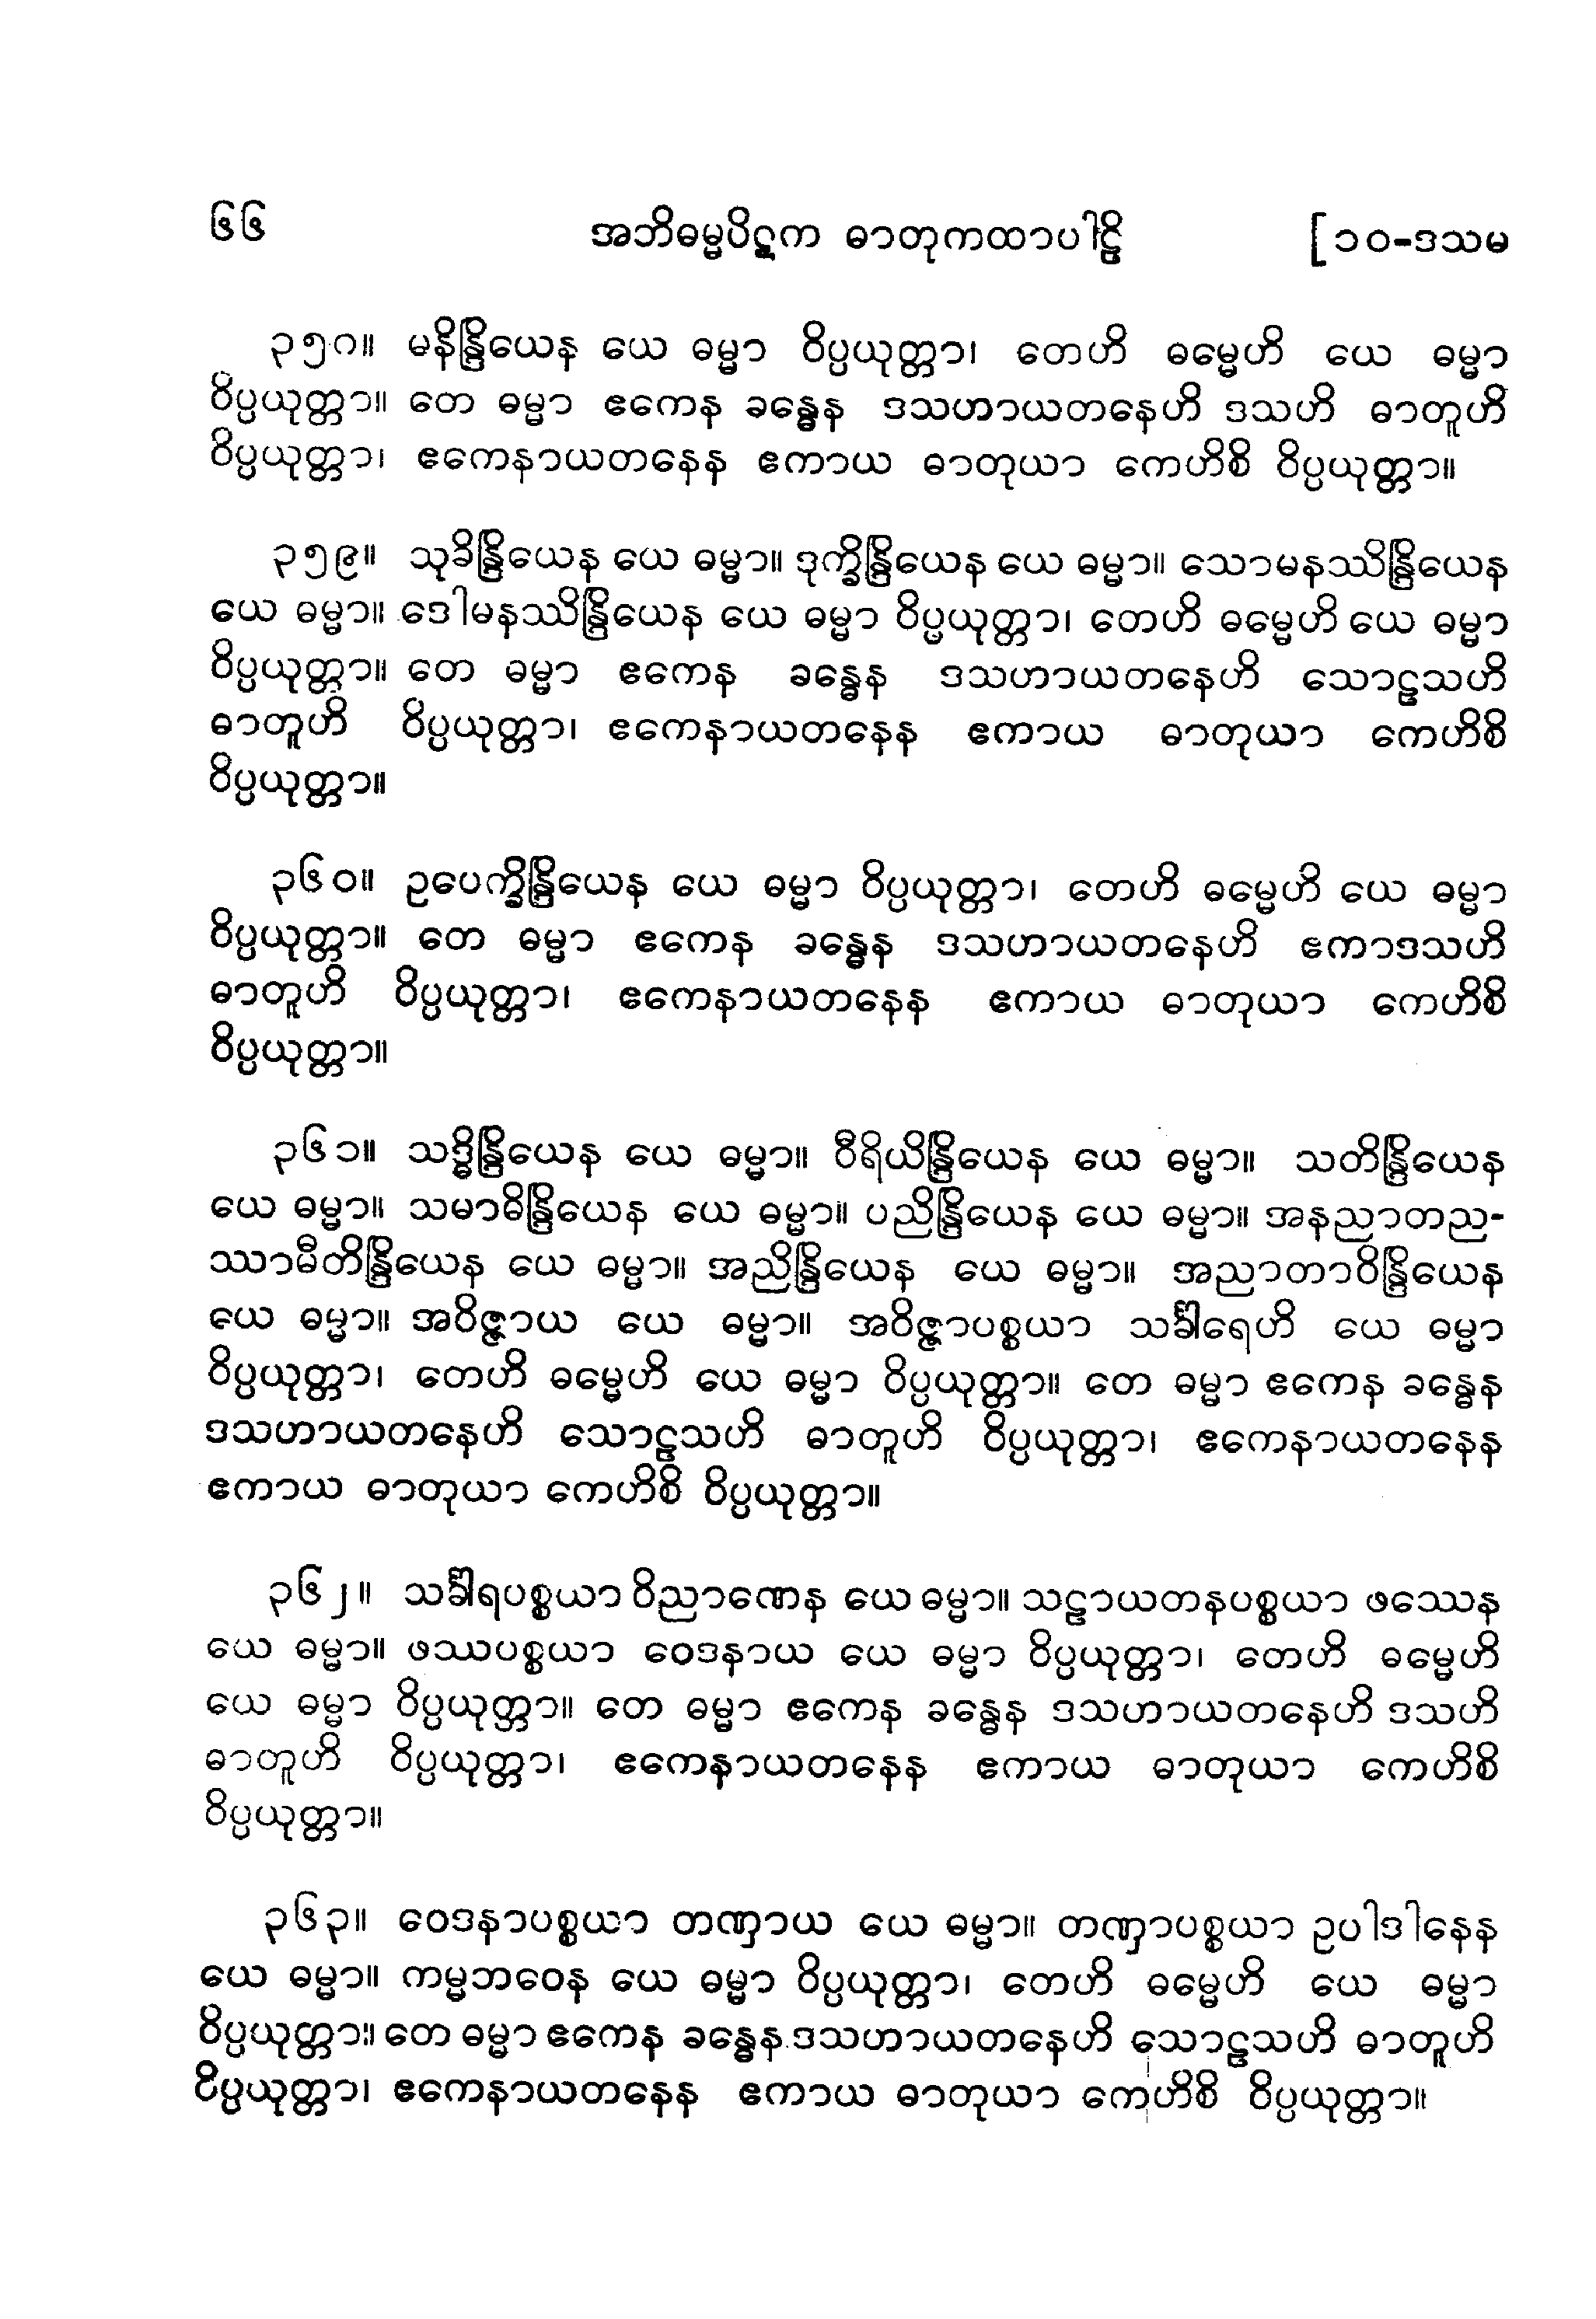 ၆၆ အဘိဓမ္မပိဋက ဓာတုကထာပါဠိ [၁၀-ဒသမ
၃၅၈။ မနိန္ဒြိယေန ယေ ဓမ္မာ ဝိပ္ပယုတ္တာ၊ တေဟိ ဓမ္မေဟိ ယေ ဓမ္မာ
ဝိပ္ပယုတ္တာ။ တေ ဓမ္မာ ဧကေန ခန္ဓေန ဒသဟာယတနေဟိ ဒသဟိ ဓာတူဟိ
ဝိပ္ပယုတ္တာ၊ ဧကေနာယတနေန ဧကာယ ဓာတုယာ ကေဟိစိ ဝိပ္ပယုတ္တာ။
၃၅၉။ သုခိန္ဒြိယေန ယေ ဓမ္မာ။ ဒုက္ခိန္ဒြိယေန ယေ ဓမ္မာ။ သောမနဿိန္ဒြိယေန
ယေ ဓမ္မာ။ ဒေါမနဿိန္ဒြိယေန ယေ ဓမ္မာ ဝိပ္ပယုတ္တာ၊ တေဟိ ဓမ္မေဟိ ယေ ဓမ္မာ
ဝိပ္ပယုတ္တာ။ တေ ဓမ္မာ ဧကေန ခန္ဓေန ဒသဟာယတနေဟိ သောဠသဟိ
ဓာတူဟိ ဝိပ္ပယုတ္တာ၊ ဧကေနာယတနေန ဧကာယ ဓာတုယာ ကေဟိစိ
ဝိပ္ပယုတ္တာ။
၃၆၀။ ဥပေက္ခိန္ဒြိယေန ယေ ဓမ္မာ ဝိပ္ပယုတ္တာ၊ တေဟိ ဓမ္မေဟိ ယေ ဓမ္မာ
ဝိပ္ပယုတ္တာ။ တေ ဓမ္မာ ဧကေန ခန္ဓေန ဒသဟာယတနေဟိ ဧကာဒသဟိ
ဓာတူဟိ ဝိပ္ပယုတ္တာ၊ ဧကေနာယတနေန ဧကာယ ဓာတုယာ ကေဟိစိ
ဝိပ္ပယုတ္တာ။
၃၆၁။ သဒ္ဓိန္ဒြိယေန ယေ ဓမ္မာ။ ဝီရိယိန္ဒြိယေန ယေ ဓမ္မာ။ သတိန္ဒြိယေန
ယေ ဓမ္မာ။ သမာဓိန္ဒြိယေန ယေ ဓမ္မာ။ ပညိန္ဒြိယေန ယေ ဓမ္မာ။ အနညာတည-
ဿာမီတိန္ဒြိယေန ယေ ဓမ္မာ။ အညိန္ဒြိယေန ယေ ဓမ္မာ။ အညာတာဝိန္ဒြိယေန
ယေ ဓမ္မာ။ အဝိဇ္ဇာယ ယေ ဓမ္မာ။ အဝိဇ္ဇာပစ္စယာ သင်္ခါရေဟိ ယေ ဓမ္မာ
ဝိပ္ပယုတ္တာ၊ တေဟိ ဓမ္မေဟိ ယေ ဓမ္မာ ဝိပ္ပယုတ္တာ။ တေ ဓမ္မာ ဧကေန ခန္ဓေန
ဒသဟာယတနေဟိ သောဠသဟိ ဓာတူဟိ ဝိပ္ပယုတ္တာ၊ ဧကေနာယတနေန
ဧကာယ ဓာတုယာ ကေဟိစိ ဝိပ္ပယုတ္တာ။
၃၆၂။ သင်္ခါရပစ္စယာ ဝိညာဏေန ယေ ဓမ္မာ။ သဠာယတနပစ္စယာ ဖဿေန
ယေ ဓမ္မာ။ ဖဿပစ္စယာ ဝေဒနာယ ယေ ဓမ္မာ ဝိပ္ပယုတ္တာ၊ တေဟိ ဓမ္မေဟိ
ယေ ဓမ္မာ ဝိပ္ပယုတ္တာ။ တေ ဓမ္မာ ဧကေန ခန္ဓေန ဒသဟာယတနေဟိ ဒသဟိ
ဓာတူဟိ ဝိပ္ပယုတ္တာ၊ ဧကေနာယတနေန ဧကာယ ဓာတုယာ ကေဟိစိ
ဝိပ္ပယုတ္တာ။
၃၆၃။ ဝေဒနာပစ္စယာ တဏှာယ ယေ ဓမ္မာ။ တဏှာပစ္စယာ ဥပါဒါနေန
ယေ ဓမ္မာ။ ကမ္မဘဝေန ယေ ဓမ္မာ ဝိပ္ပယုတ္တာ၊ တေဟိ ဓမ္မေဟိ ယေ ဓမ္မာ
ဝိပ္ပယုတ္တာ။ တေ ဓမ္မာ ဧကေန ခန္ဓေန ဒသဟာယတနေဟိ သောဠသဟိ ဓာတူဟိ
ဝိပ္ပယုတ္တာ၊ ဧကေနာယတနေန ဧကာယ ဓာတုယာ ကေဟိစိ ဝိပ္ပယုတ္တာ။